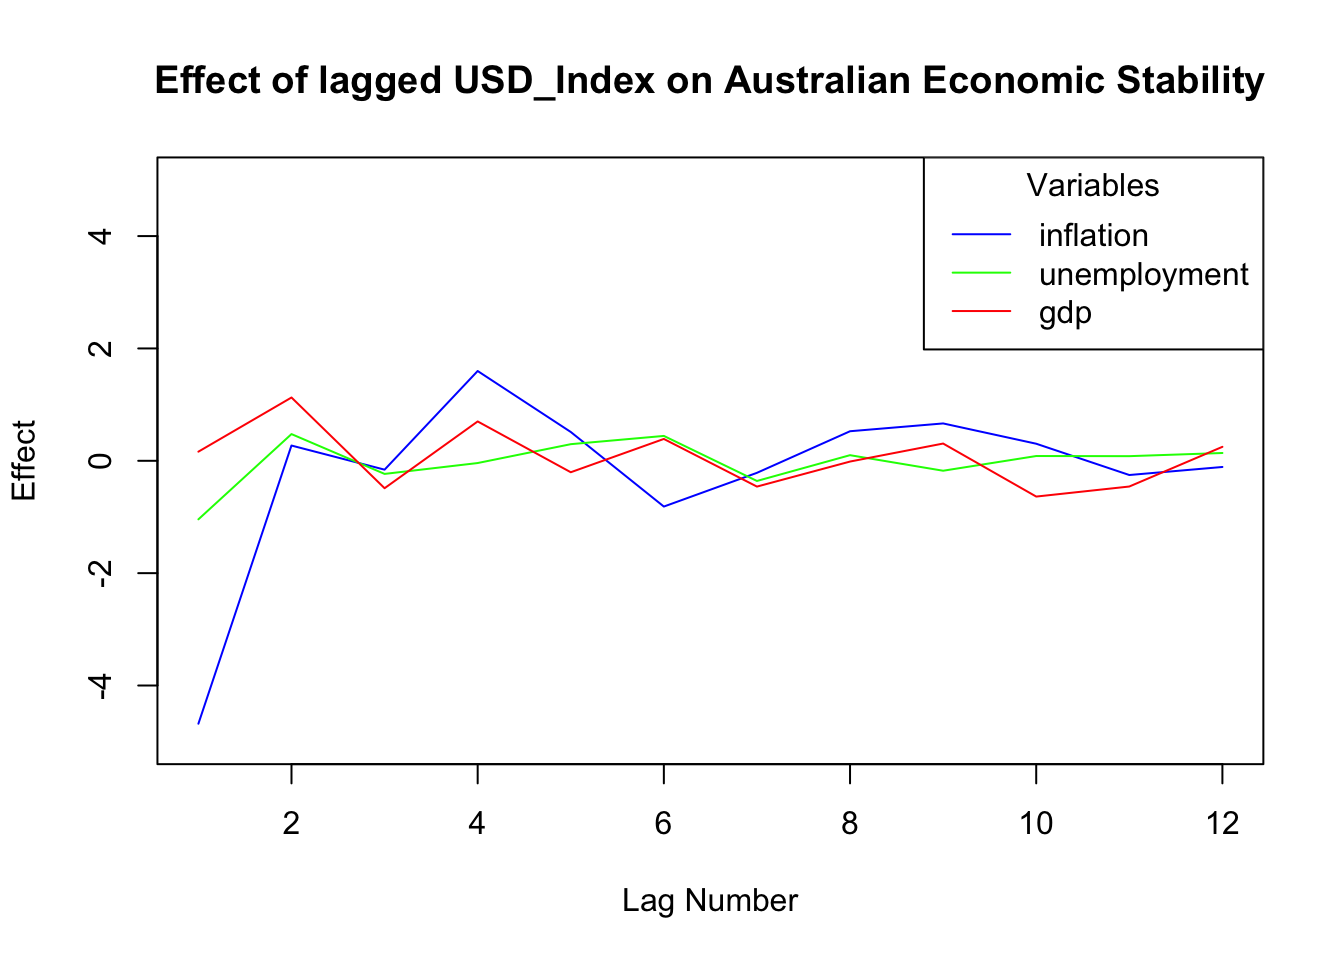 Effect of lagged USD_Index on Australian Economic Stability
Variables
inflation
unemployment
gdp
Effect
4
2
0
-2
-4
2
4
6
8
10
12
Lag Number